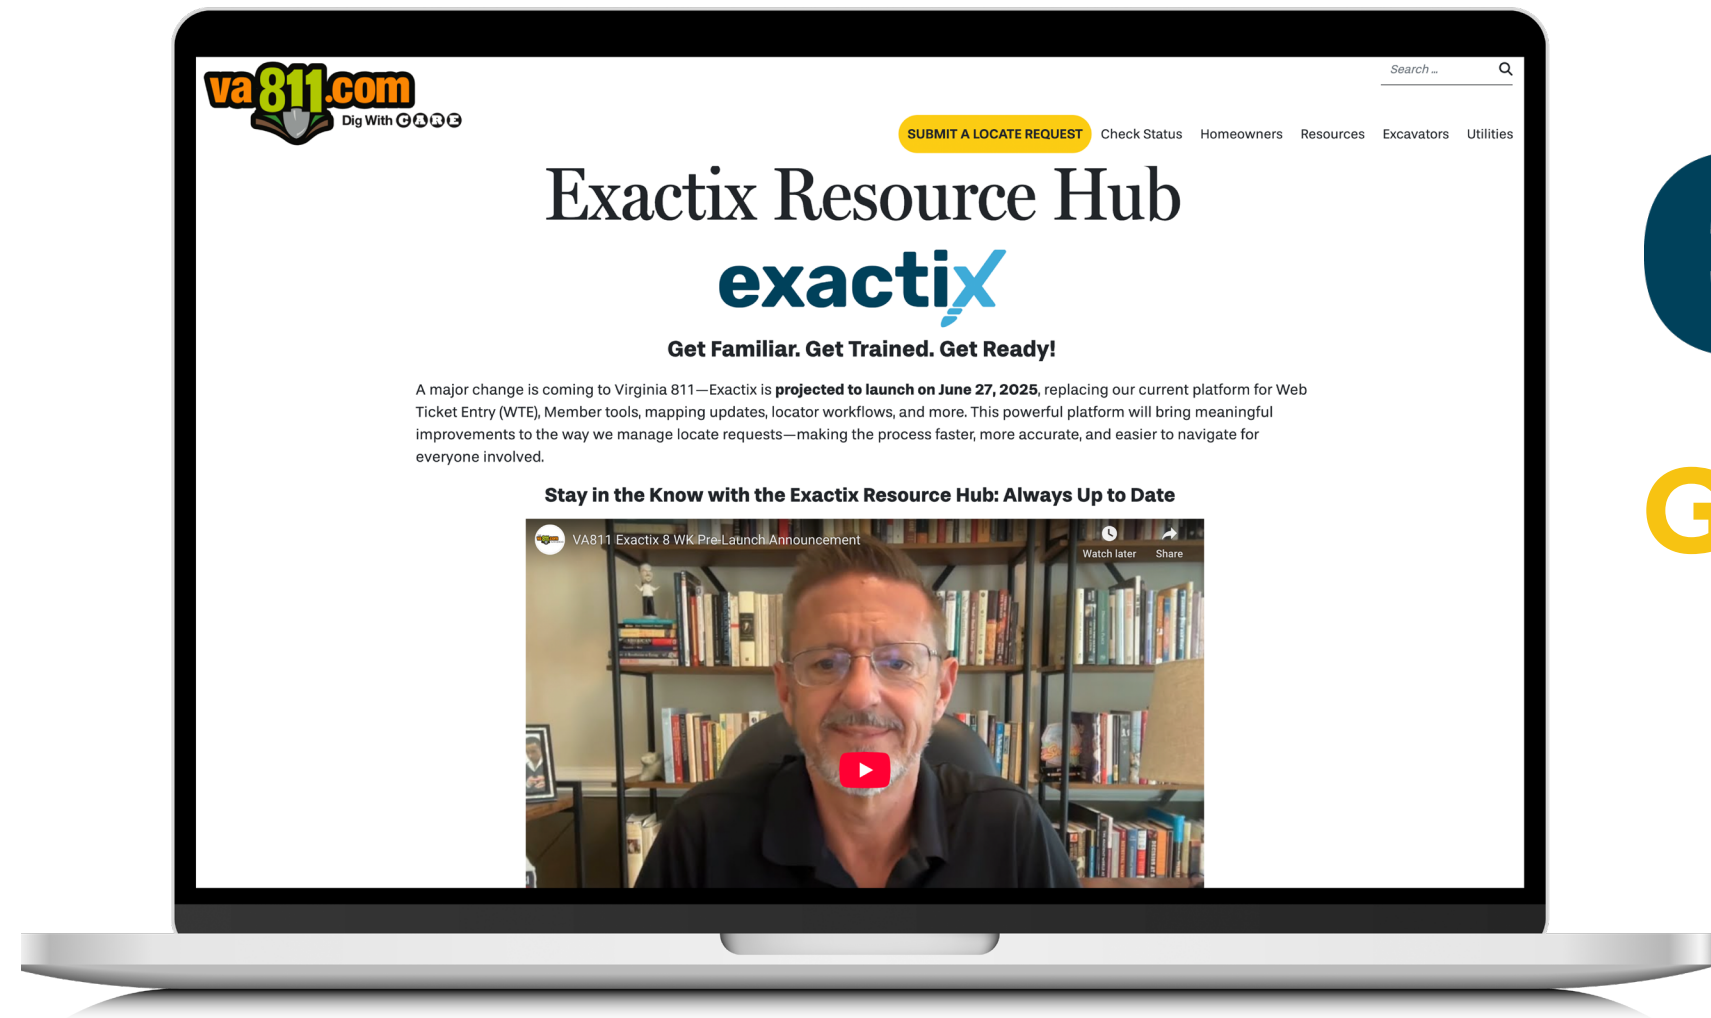 va811.com
Dig With CARE
Search ...
SUBMIT A LOCATE REQUEST Check Status Homeowners Resources Excavators Utilities
Exactix Resource Hub
exactix
Get Familiar. Get Trained. Get Ready!
A major change is coming to Virginia 811—Exactix is projected to launch on June 27, 2025, replacing our current platform for Web
Ticket Entry (WTE), Member tools, mapping updates, locator workflows, and more. This powerful platform will bring meaningful
improvements to the way we manage locate requests—making the process faster, more accurate, and easier to navigate for
everyone involved.
Stay in the Know with the Exactix Resource Hub: Always Up to Date
VA811 Exactix 8 WK Pre-Launch Announcement
Watch later Share
G